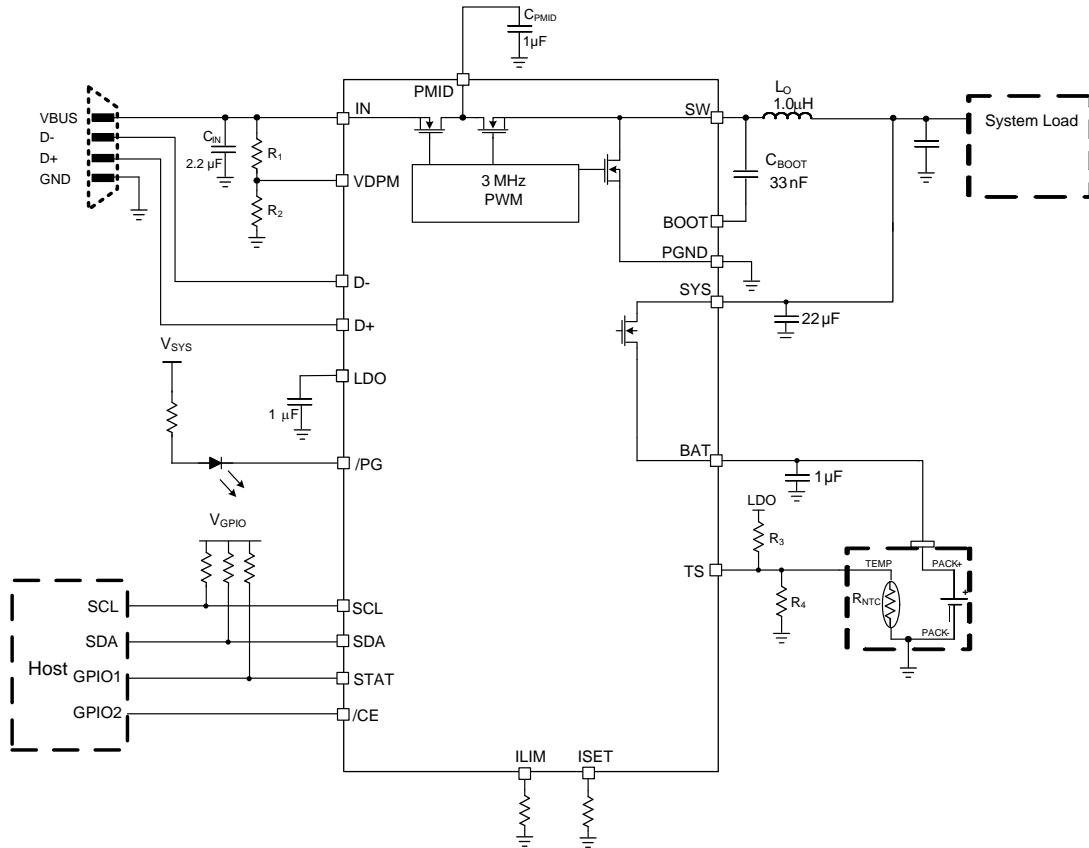 CPMID
1µF
PMID
LO
1.0µH
VBUS
D-
D+
GND
CIN
2.2 µF
R1
R2
IN
VDPM
3 MHz
PWM
SW
CBOOT
33 nF
BOOT
PGND
System Load
D-
D+
SYS
22 µF
VSYS
LDO
1 µF
/PG
BAT
1 µF
LDO
R3
TS
R4
TEMP
PACK+
RNTC
+
PACK-
VGPIO
Host
SCL
SDA
GPIO1
GPIO2
SCL
SDA
STAT
/CE
ILIM
ISET